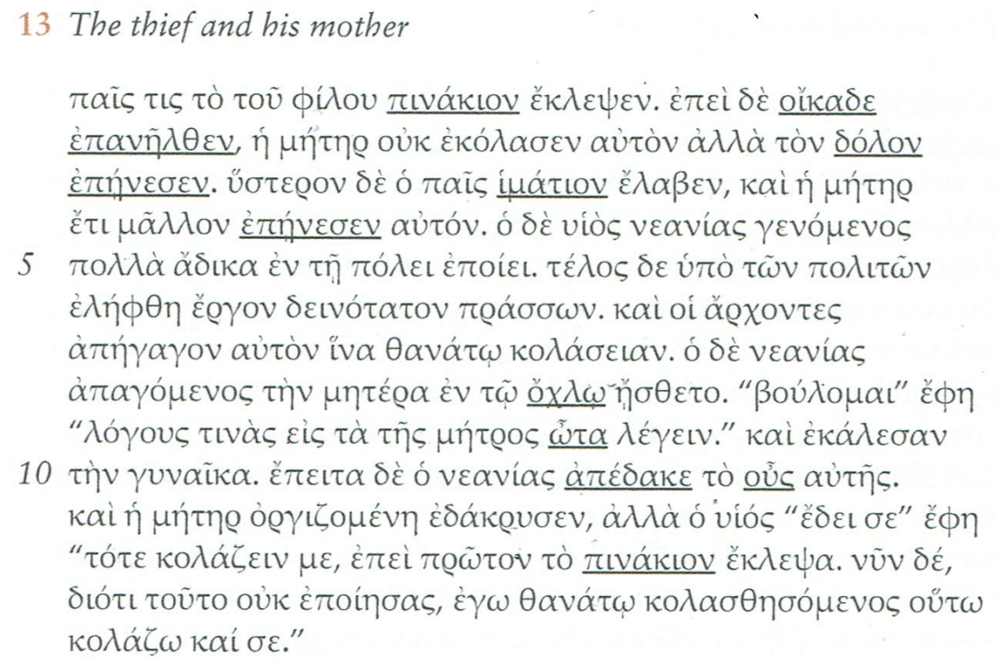 13 The thief and his mother
παῖς τις τὸ τοῦ φίλου πινάκιον ἔκλεψεν. ἐπεὶ δὲ οἴκαδε
ἐπανῆλθεν, ἡ μήτηρ οὐκ ἐκόλασεν αὐτὸν ἀλλὰ τὸν δόλον
ἐπῄνεσεν. ὕστερον δὲ ὁ παῖς ἱμάτιον ἔλαβεν, καὶ ἡ μήτηρ
ἔτι μᾶλλον ἐπῄνεσεν αὐτόν. ὁ δὲ υἱὸς νεανίας γενόμενος
5 πολλὰ ἄδικα ἐν τῇ πόλει ἐποίει. τέλος δε ὑπὸ τῶν πολιτῶν
ἐλήφθη ἔργον δεινότατον πράσσων. καὶ οἱ ἄρχοντες
ἀπήγαγον αὐτὸν ἵνα θανάτῳ κολάσειαν. ὁ δὲ νεανίας
ἀπαγόμενος τὴν μητέρα ἐν τῷ ὄχλῳ ᾔσθετο. “βούλομαι” ἔφη
“λόγους τινὰς εἰς τὰ τῆς μήτρος ὦτα λέγειν.” καὶ ἐκάλεσαν
10 τὴν γυναῖκα. ἔπειτα δὲ ὁ νεανίας ἀπέδακε τὸ οὖς αὐτῆς.
καὶ ἡ μήτηρ ὀργιζομένη ἐδάκρυσεν, ἀλλὰ ὁ υἱός “ἔδει σε” ἔφη
“τότε κολάζειν με, ἐπεὶ πρῶτον τὸ πινάκιον ἔκλεψα. νῦν δέ,
διότι τοῦτο οὐκ ἐποίησας, ἐγω θανάτῳ κολασθησόμενος οὕτω
κολάζω καί σε.”